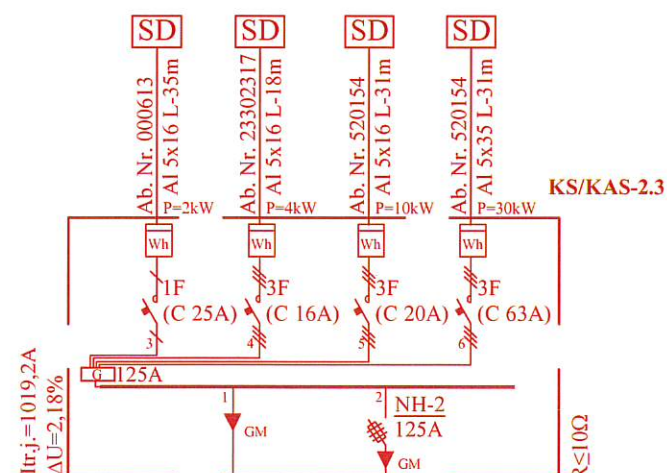 SD SD SD SD
Ab. Nr. 000613
Al 5x16 L-35m
Ab. Nr. 23302317
Al 5x16 L-18m
Ab. Nr. 520154
Al 5x16 L-31m
Ab. Nr. 520154
Al 5x35 L-31m
KS/KAS-2.3
P=2kW P=4kW P=10kW P=30kW
Wh Wh Wh Wh
1F 3F 3F 3F
(C 25A) (C 16A) (C 20A) (C 63A)
3 4 5 6
G 125A
1 2 NH-2
125A
GM
GM
Itr.j.=1019,2A
ΔU=2,18%
R≤10Ω